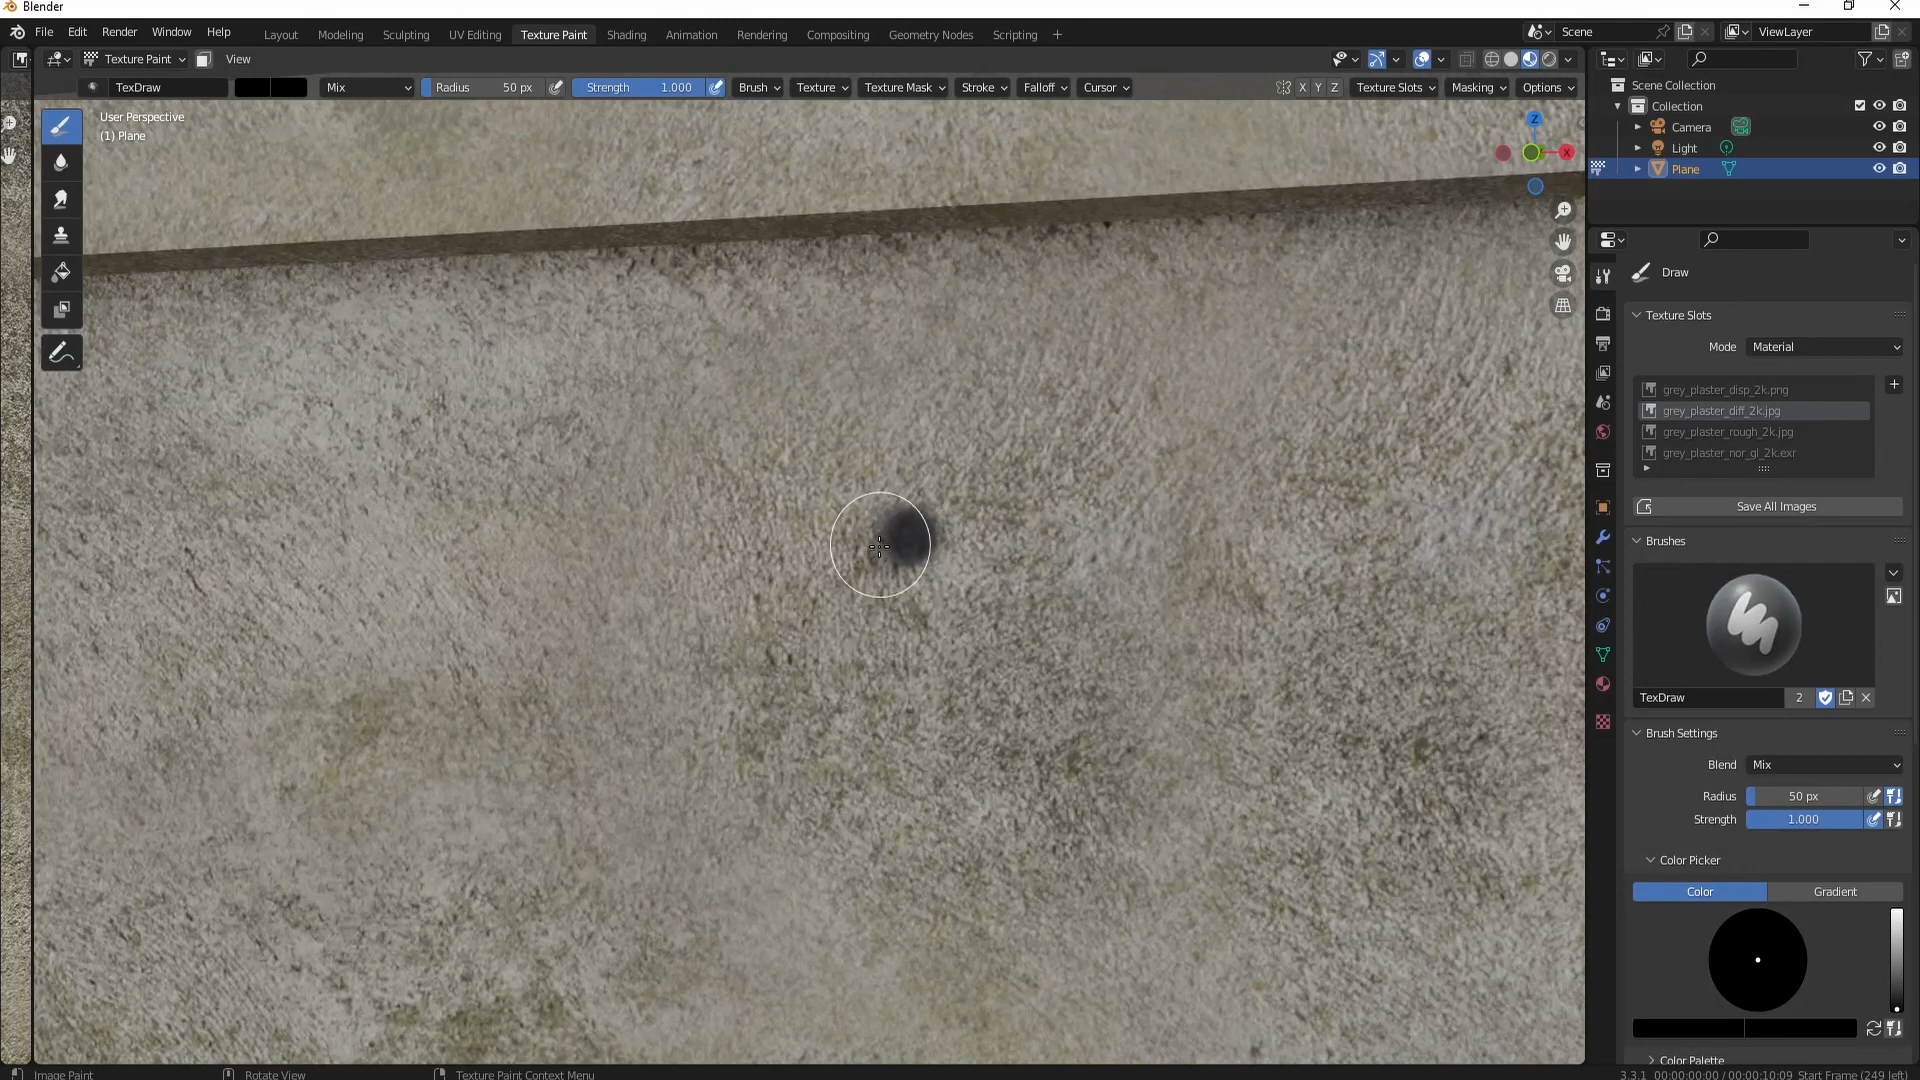 Blender
File Edit Render Window Help Layout Modeling Sculpting UV Editing Texture Paint Shading Animation Rendering Compositing Geometry Nodes Scripting + Scene ViewLayer
Texture Paint View
TexDraw Mix Radius 50 px Strength 1.000 Brush Texture Texture Mask Stroke Falloff Cursor X Y Z Texture Slots Masking Options
User Perspective
(1) Plane
Z
X
Scene Collection
Collection
Camera
Light
Plane
Draw
Texture Slots
Mode Material
grey_plaster_disp_2k.png
grey_plaster_diff_2k.jpg
grey_plaster_rough_2k.jpg
grey_plaster_nor_gl_2k.exr
Save All Images
Brushes
TexDraw 2
Brush Settings
Blend Mix
Radius 50 px
Strength 1.000
Color Picker
Color Gradient
Color Palette
Image Paint Rotate View Texture Paint Context Menu 3.3.1 00:00:00:00 / 00:00:10:09 Start Frame (249 left)